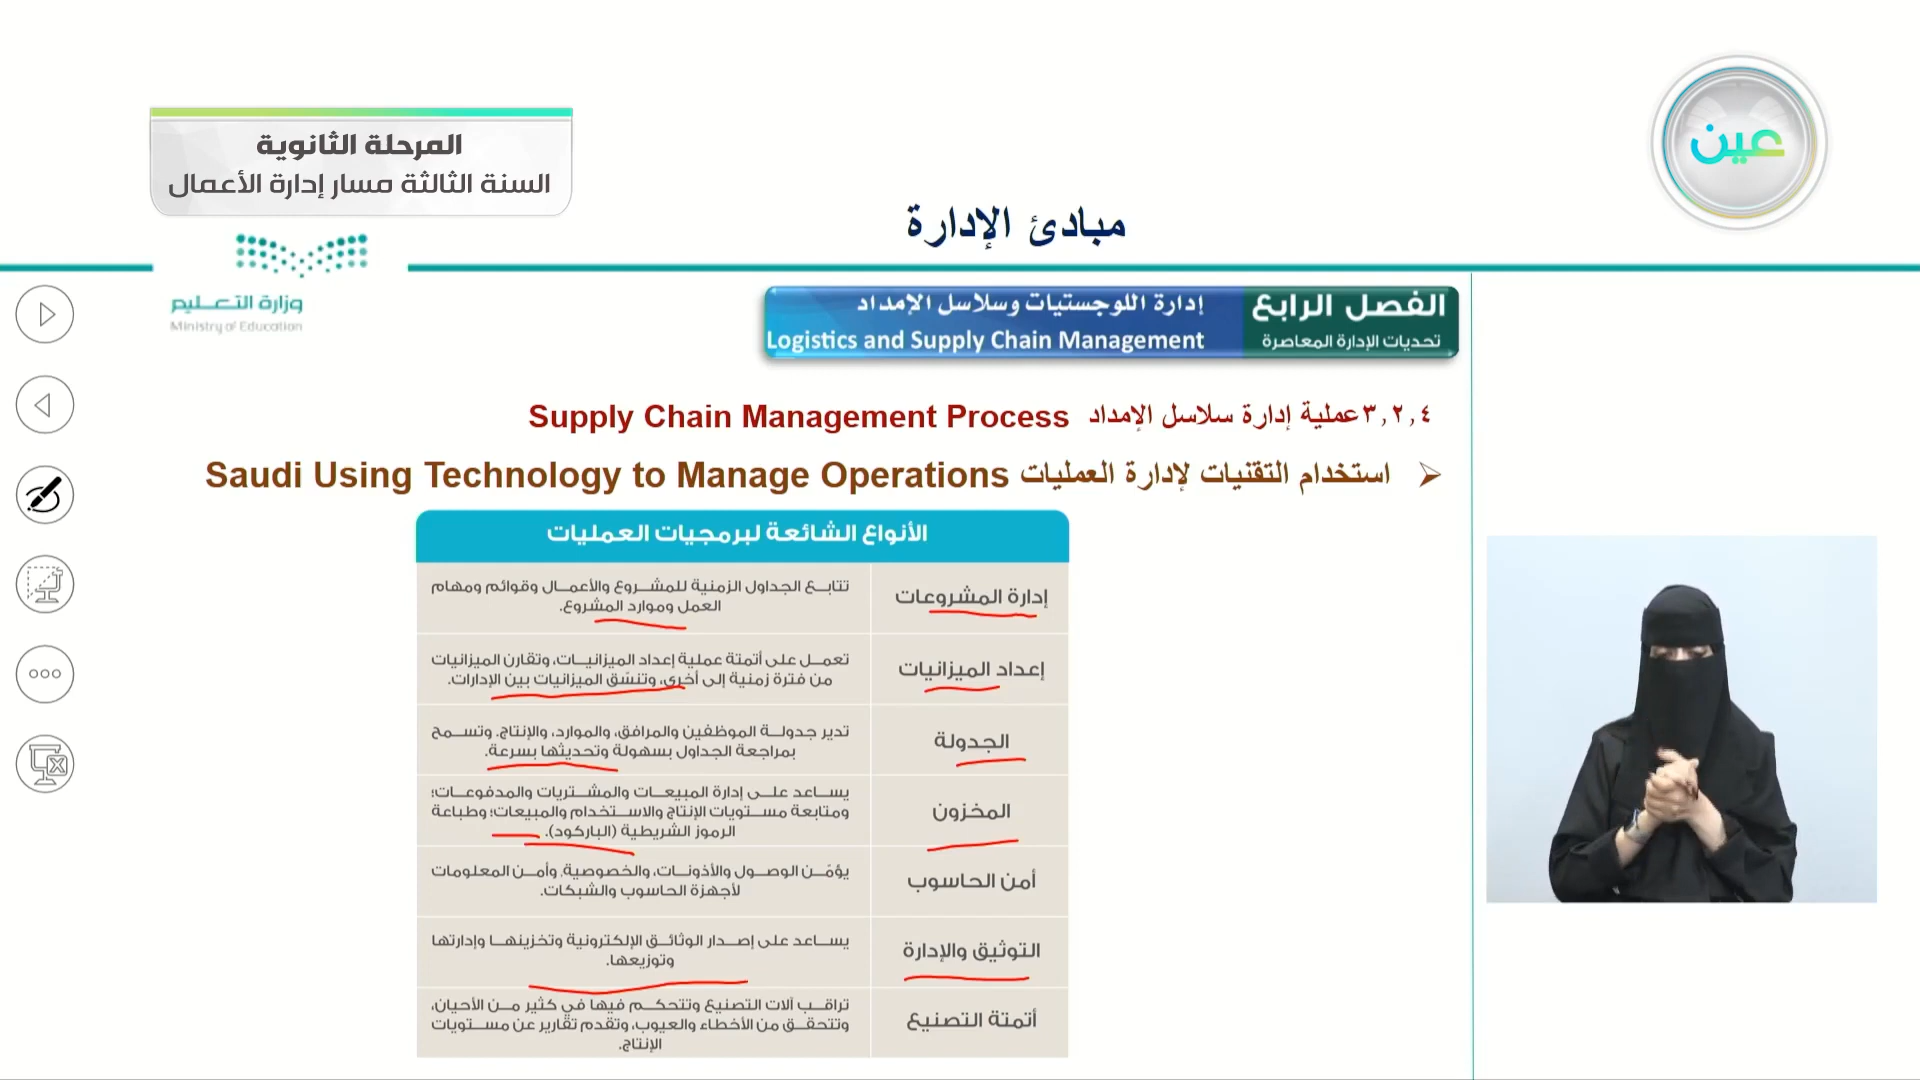 المرحلة الثانوية
السنة الثالثة مسار إدارة الأعمال
عين
مبادئ الإدارة
وزارة التعليم
Ministry of Education
الفصل الرابع
تحديات الإدارة المعاصرة
إدارة اللوجستيات وسلاسل الإمداد
Logistics and Supply Chain Management
٣,٢,٤عملية إدارة سلاسل الإمداد Supply Chain Management Process
استخدام التقنيات لإدارة العمليات Saudi Using Technology to Manage Operations
الأنواع الشائعة لبرمجيات العمليات
إدارة المشروعات
تتابع الجداول الزمنية للمشروع والأعمال وقوائم ومهام
العمل وموارد المشروع.
إعداد الميزانيات
تعمل على أتمتة عملية إعداد الميزانيات، وتقارن الميزانيات
من فترة زمنية إلى أخرى، وتنسّق الميزانيات بين الإدارات.
الجدولة
تدير جدولة الموظفين والمرافق، والموارد، والإنتاج. وتسمح
بمراجعة الجداول بسهولة وتحديثها بسرعة.
المخزون
يساعد على إدارة المبيعات والمشتريات والمدفوعات؛
ومتابعة مستويات الإنتاج والاستخدام والمبيعات؛ وطباعة
الرموز الشريطية (الباركود).
أمن الحاسوب
يؤمّن الوصول والأذونات، والخصوصية، وأمن المعلومات
لأجهزة الحاسوب والشبكات.
التوثيق والإدارة
يساعد على إصدار الوثائق الإلكترونية وتخزينها وإدارتها
وتوزيعها.
أتمتة التصنيع
تراقب آلات التصنيع وتتحكم فيها في كثير من الأحيان،
وتتحقق من الأخطاء والعيوب، وتقدم تقارير عن مستويات
الإنتاج.